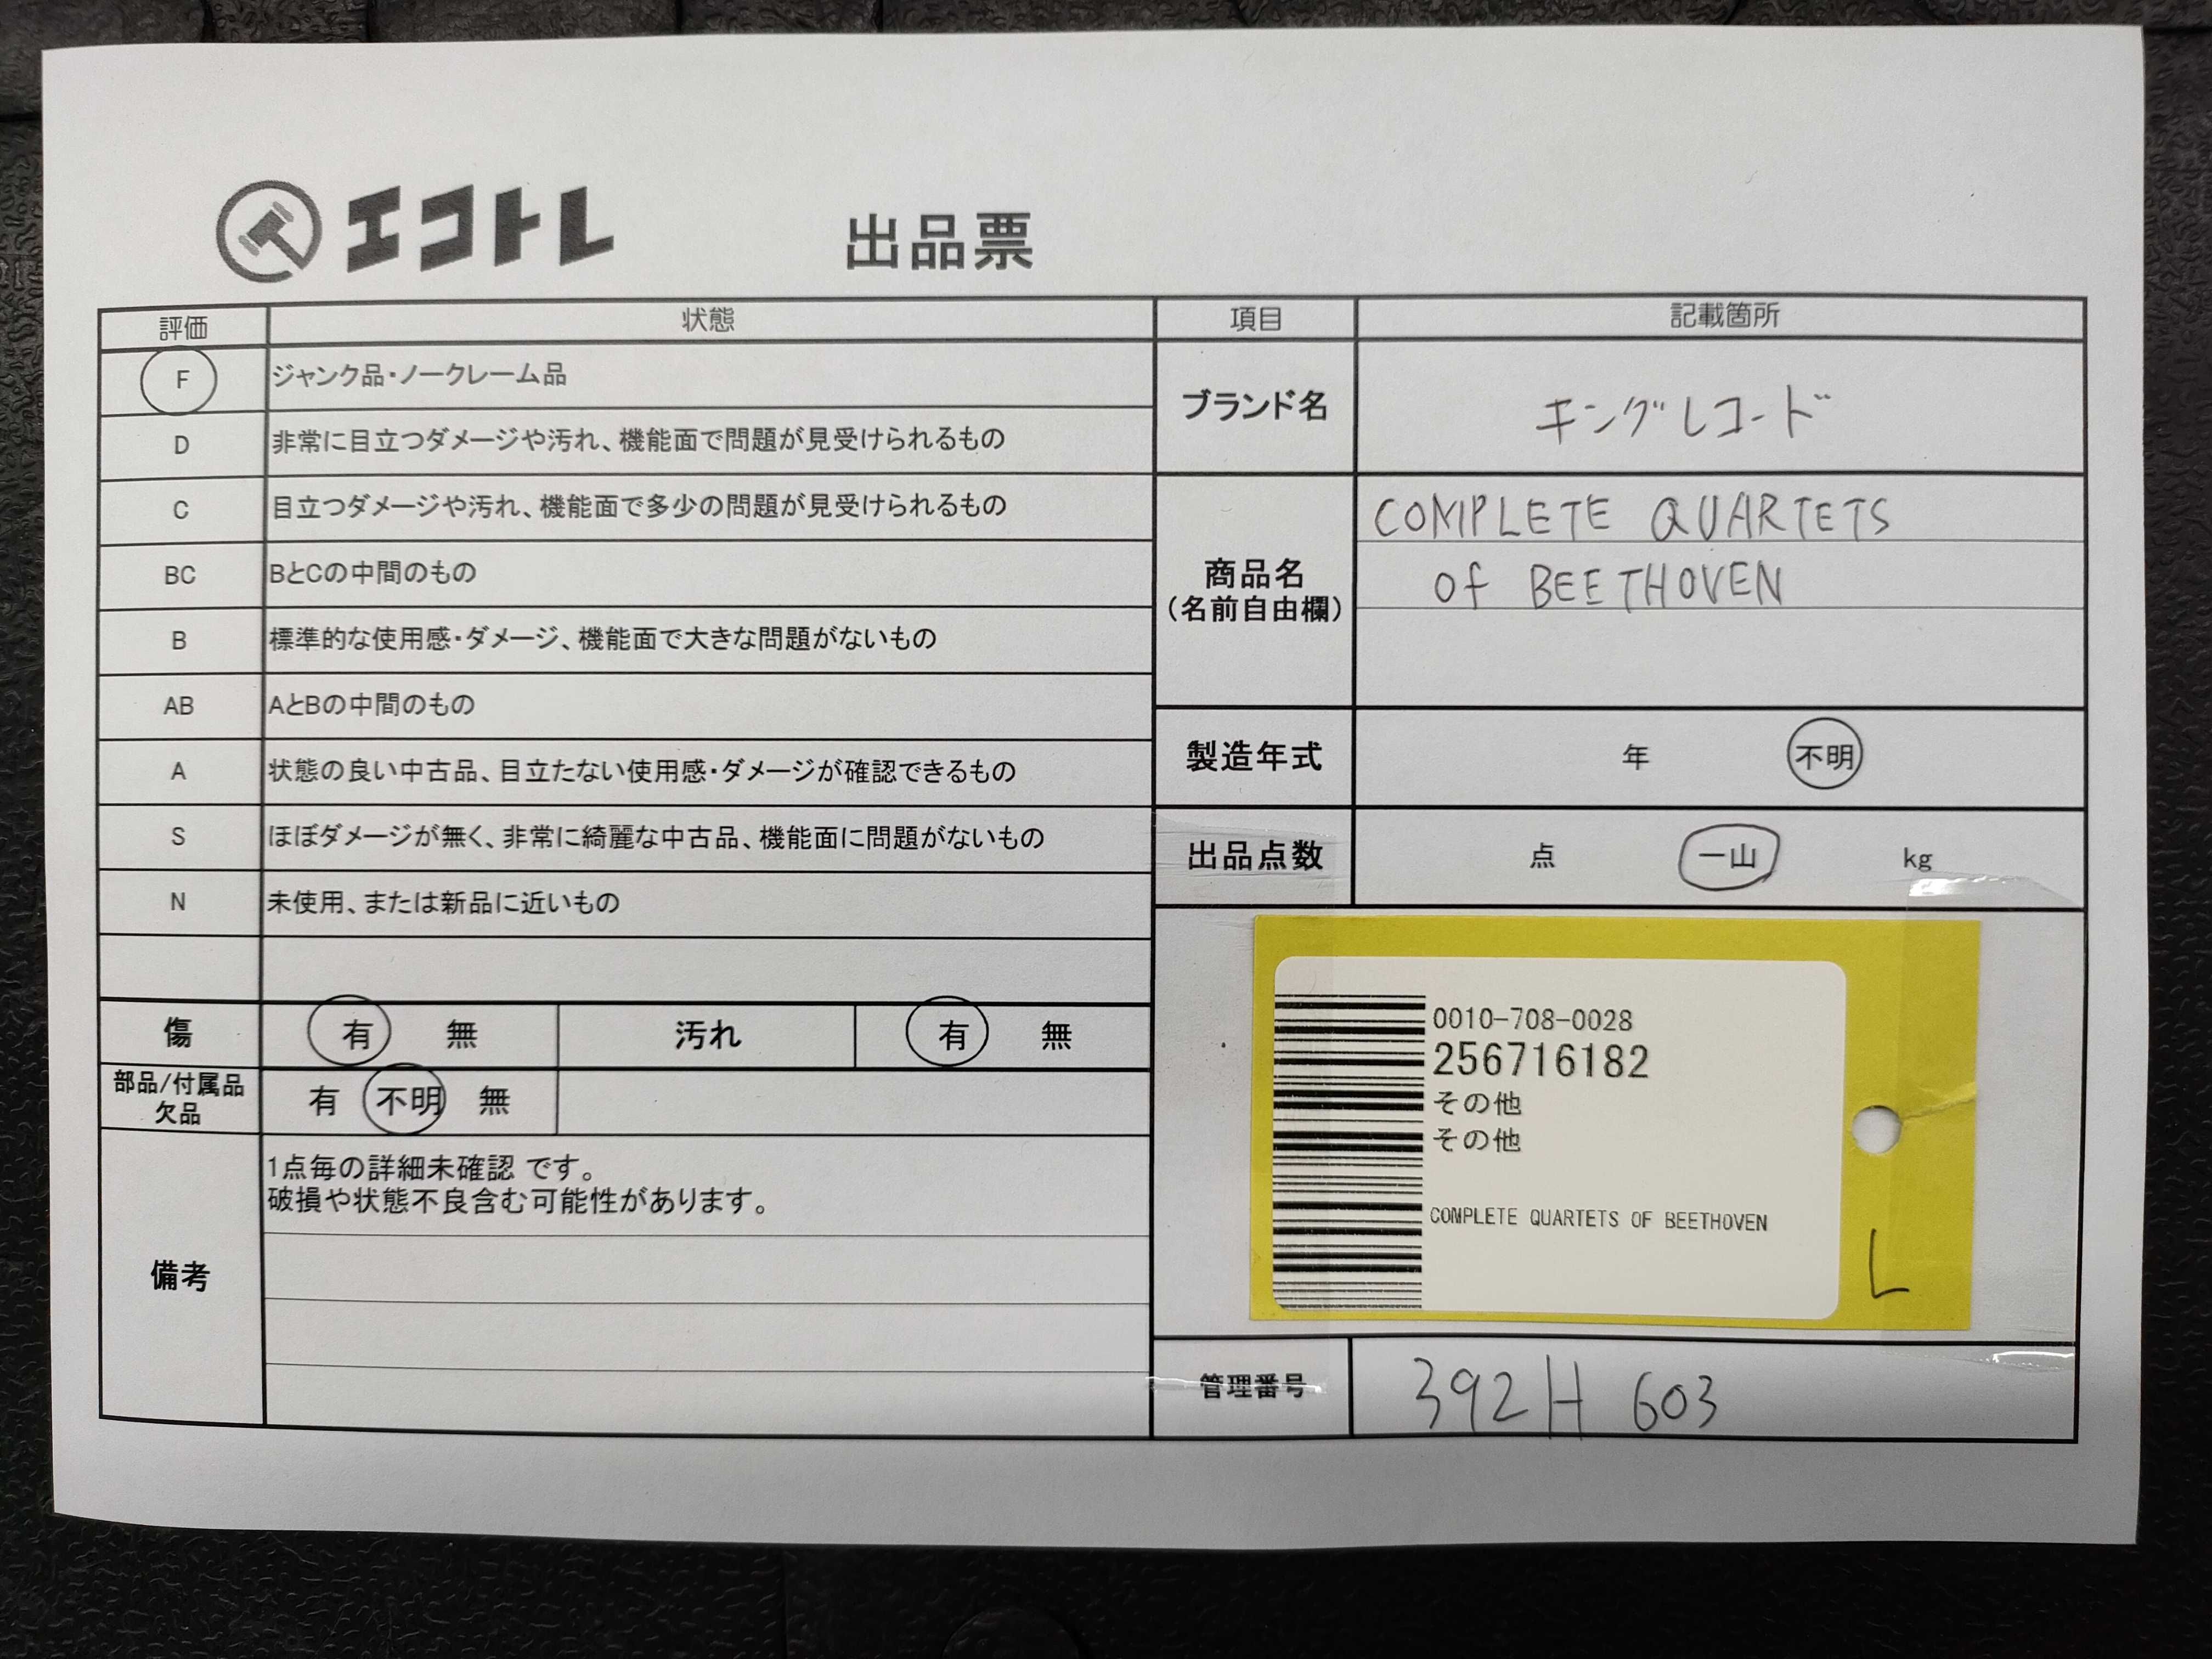 エコトレ
出品票
評価 状態
F ジャンク品・ノークレーム品
D 非常に目立つダメージや汚れ、機能面で問題が見受けられるもの
C 目立つダメージや汚れ、機能面で多少の問題が見受けられるもの
BC BとCの中間のもの
B 標準的な使用感・ダメージ、機能面で大きな問題がないもの
AB AとBの中間のもの
A 状態の良い中古品、目立たない使用感・ダメージが確認できるもの
S ほぼダメージが無く、非常に綺麗な中古品、機能面に問題がないもの
N 未使用、または新品に近いもの
傷 有 無 汚れ 有 無
部品/付属品
欠品
有 不明 無
備考
1点毎の詳細未確認 です。
破損や状態不良含む可能性があります。
項目 記載箇所
ブランド名 キングレコード
商品名
(名前自由欄)
COMPLETE QUARTETS
Of BEETHOVEN
製造年式 年 不明
出品点数 点 一山 kg
0010-708-0028
256716182
その他
その他
COMPLETE QUARTETS OF BEETHOVEN
L
管理番号 392H 603